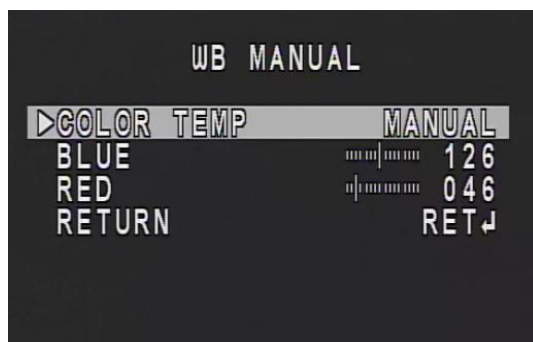 WB MANUAL
▷COLOR TEMP MANUAL
BLUE 126
RED 046
RETURN RET↲